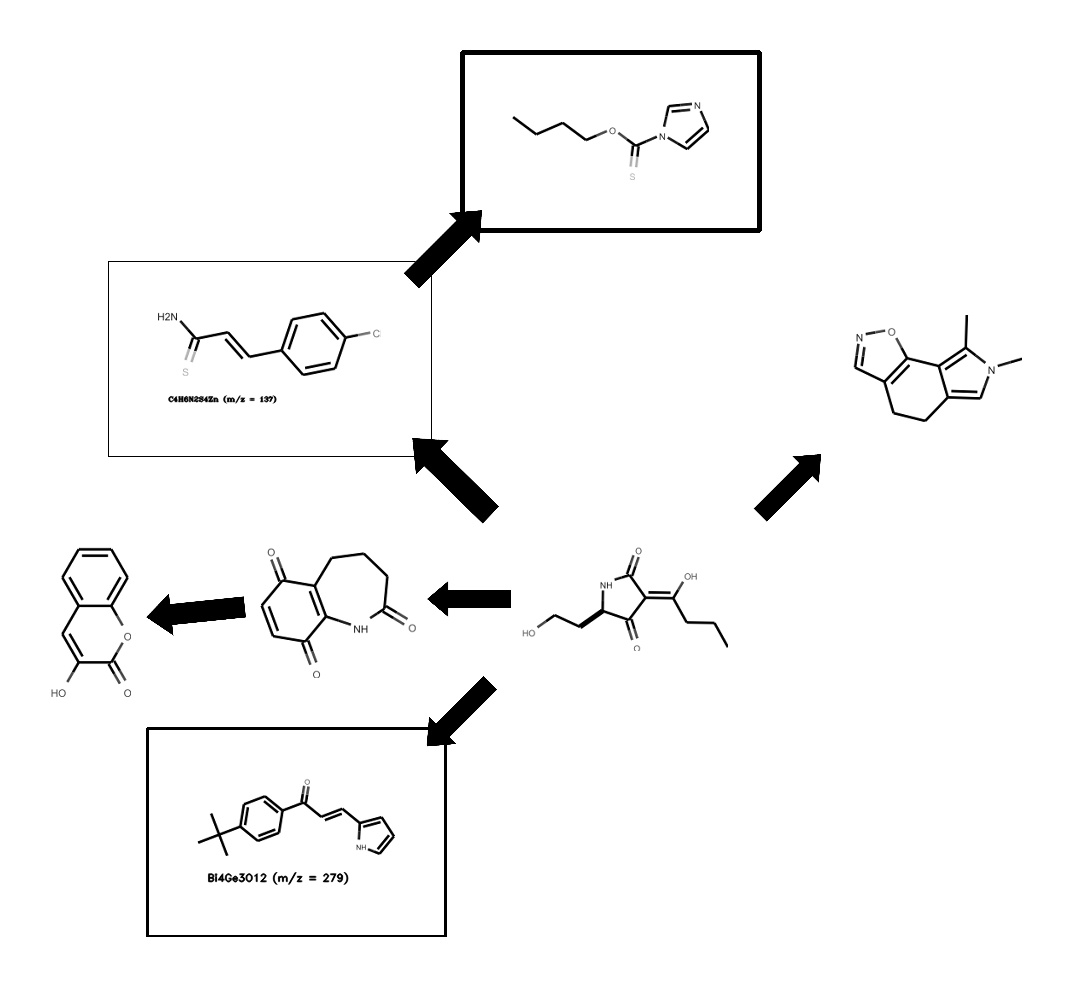 N
O
N
S
H2N
C
S
C4H6N2S4Zn (m/z = 137)
N
O
N
O
HO
O
O
NH
O
O
O
OH
NH
HO
O
O
NH
Bi4Ge3O12 (m/z = 279)